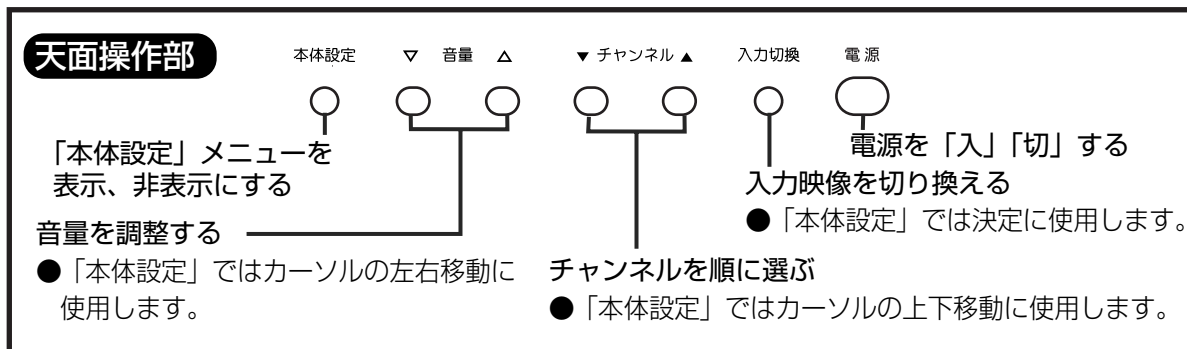 天面操作部
本体設定 ▽ 音量 △ ▼ チャンネル ▲ 入力切換 電源
「本体設定」メニューを
表示、非表示にする
電源を「入」「切」する
入力映像を切り換える
●「本体設定」では決定に使用します。
音量を調整する
●「本体設定」ではカーソルの左右移動に
使用します。
チャンネルを順に選ぶ
●「本体設定」ではカーソルの上下移動に使用します。